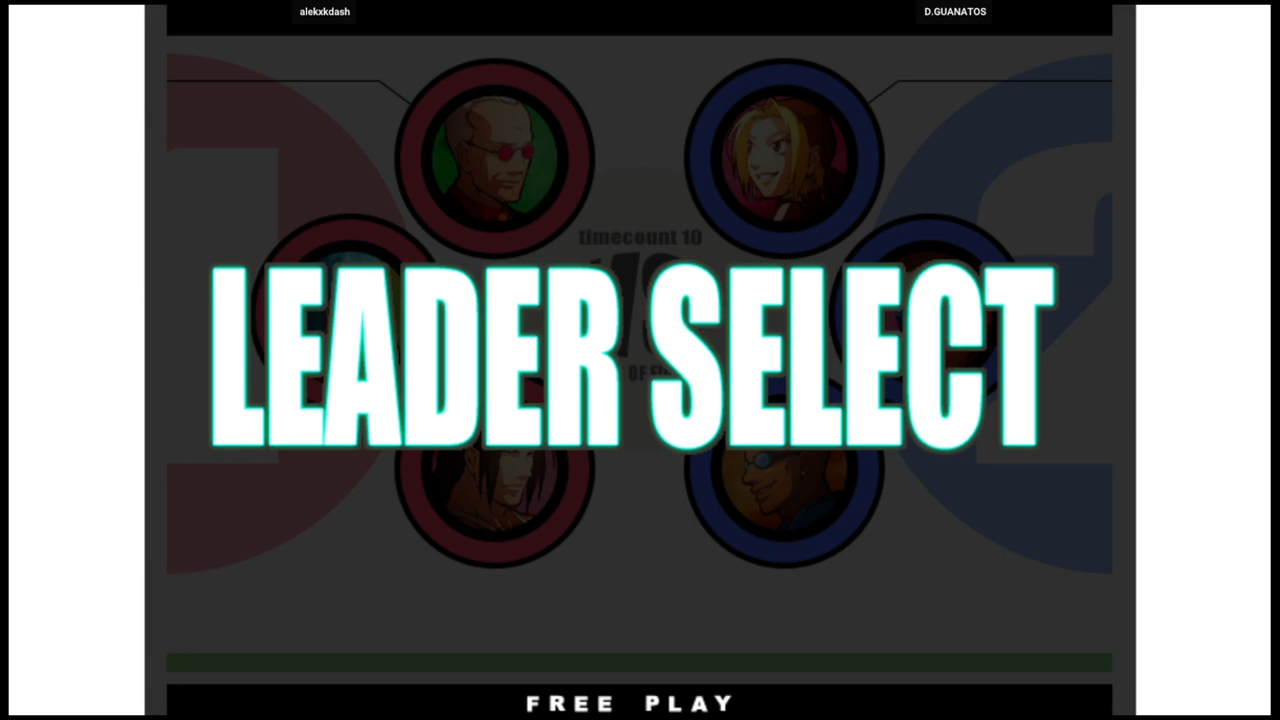 alekxkdash
D.GUANATOS
timecount 10
LEADER SELECT
FREE PLAY